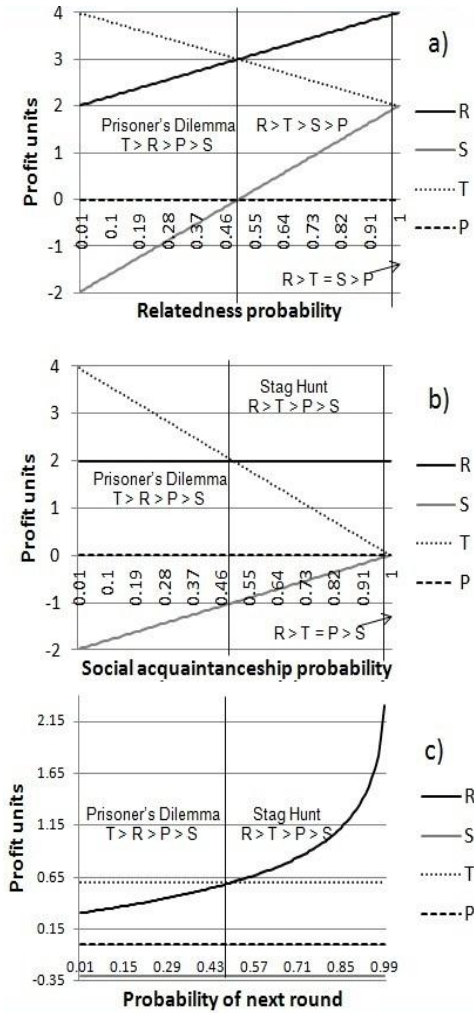 a)
4
3
2
1
0
-1
-2
Profit units
Prisoner's Dilemma
T > R > P > S
R > T > S > P
R > T = S > P
0.01 0.1 0.19 0.28 0.37 0.46 0.55 0.64 0.73 0.82 0.91 1
Relatedness probability
R
S
T
P
b)
4
3
2
1
0
-1
-2
Profit units
Stag Hunt
R > T > P > S
Prisoner's Dilemma
T > R > P > S
R > T = P > S
0.01 0.1 0.19 0.28 0.37 0.46 0.55 0.64 0.73 0.82 0.91 1
Social acquaintanceship probability
R
S
T
P
c)
2.15
1.65
1.15
0.65
0.15
-0.35
Profit units
Prisoner's Dilemma
T > R > P > S
Stag Hunt
R > T > P > S
0.01 0.15 0.29 0.43 0.57 0.71 0.85 0.99
Probability of next round
R
S
T
P